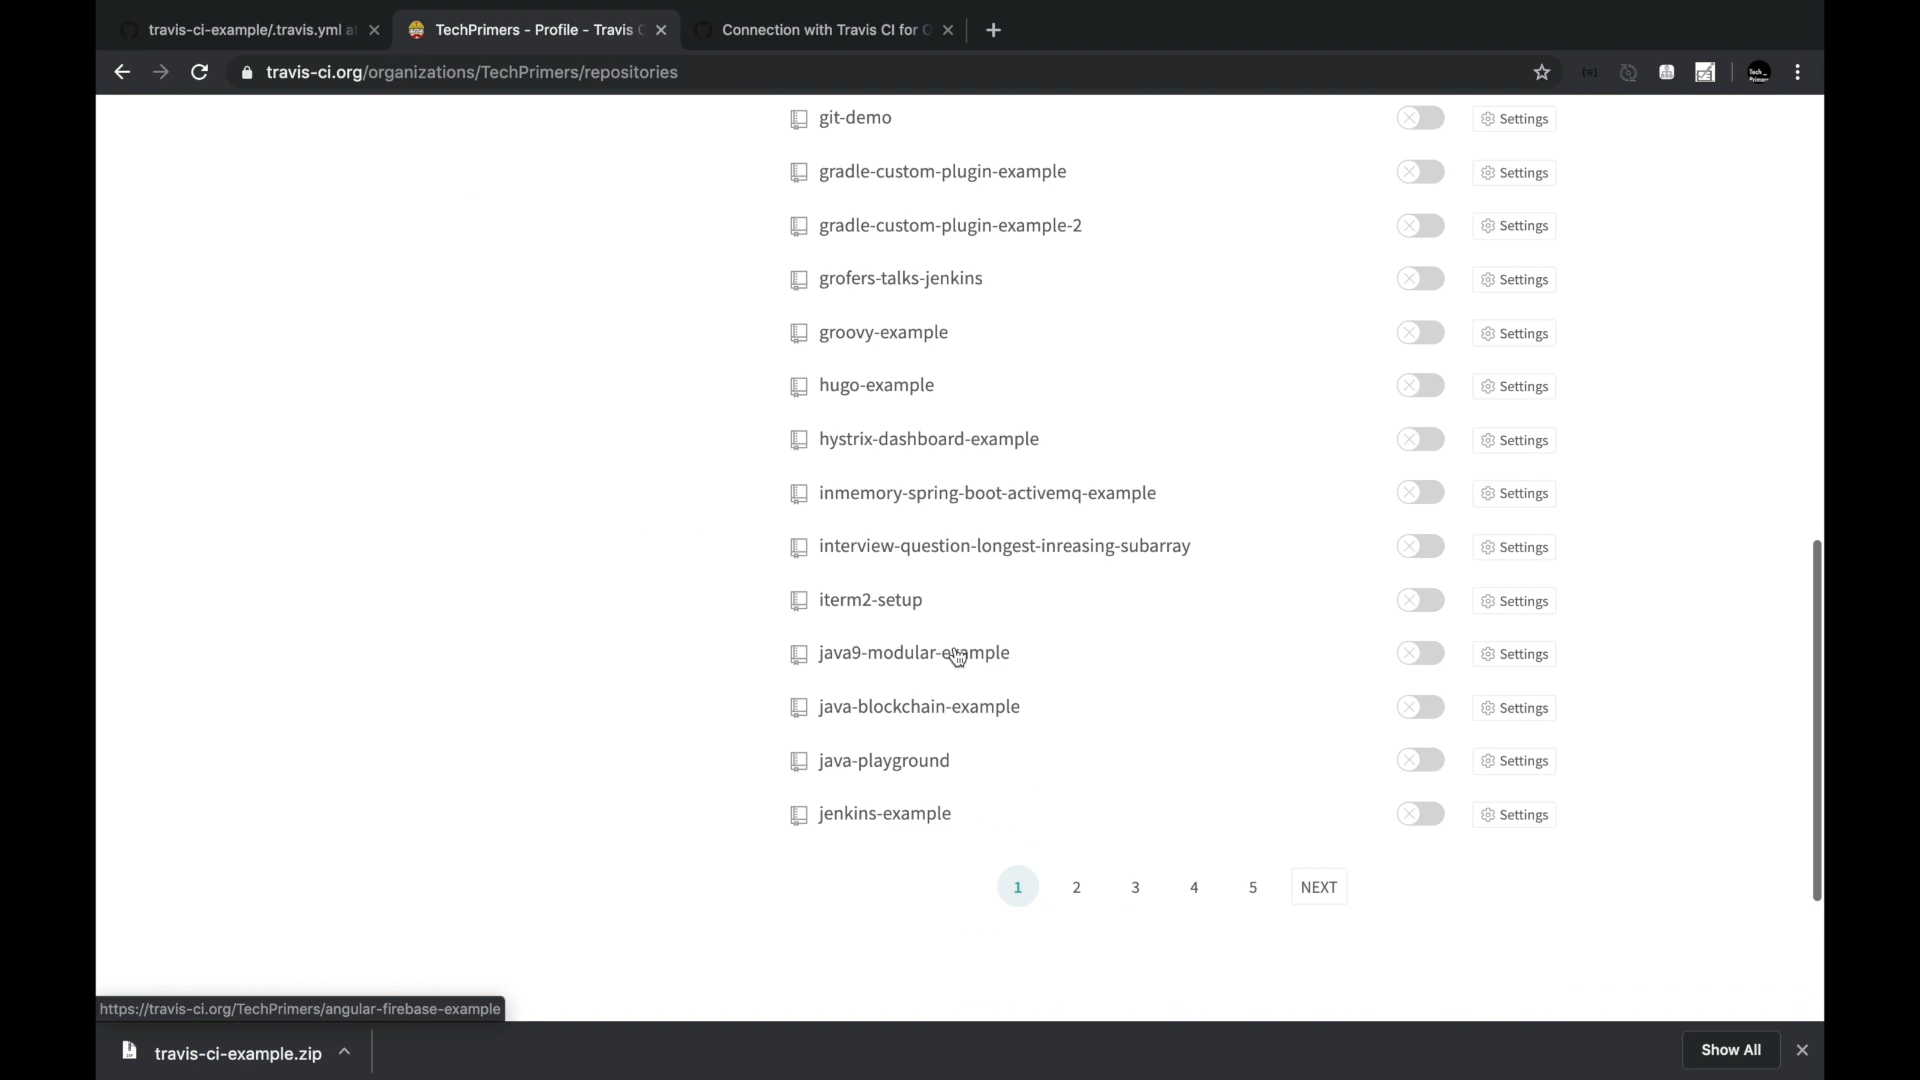 travis-ci-example/.travis.yml a
TechPrimers - Profile - Travis C
Connection with Travis CI for
travis-ci.org/organizations/TechPrimers/repositories
git-demo
Settings
gradle-custom-plugin-example
Settings
gradle-custom-plugin-example-2
Settings
grofers-talks-jenkins
Settings
groovy-example
Settings
hugo-example
Settings
hystrix-dashboard-example
Settings
inmemory-spring-boot-activemq-example
Settings
interview-question-longest-inreasing-subarray
Settings
iterm2-setup
Settings
java9-modular-example
Settings
java-blockchain-example
Settings
java-playground
Settings
jenkins-example
Settings
1 2 3 4 5 NEXT
https://travis-ci.org/TechPrimers/angular-firebase-example
travis-ci-example.zip
Show All